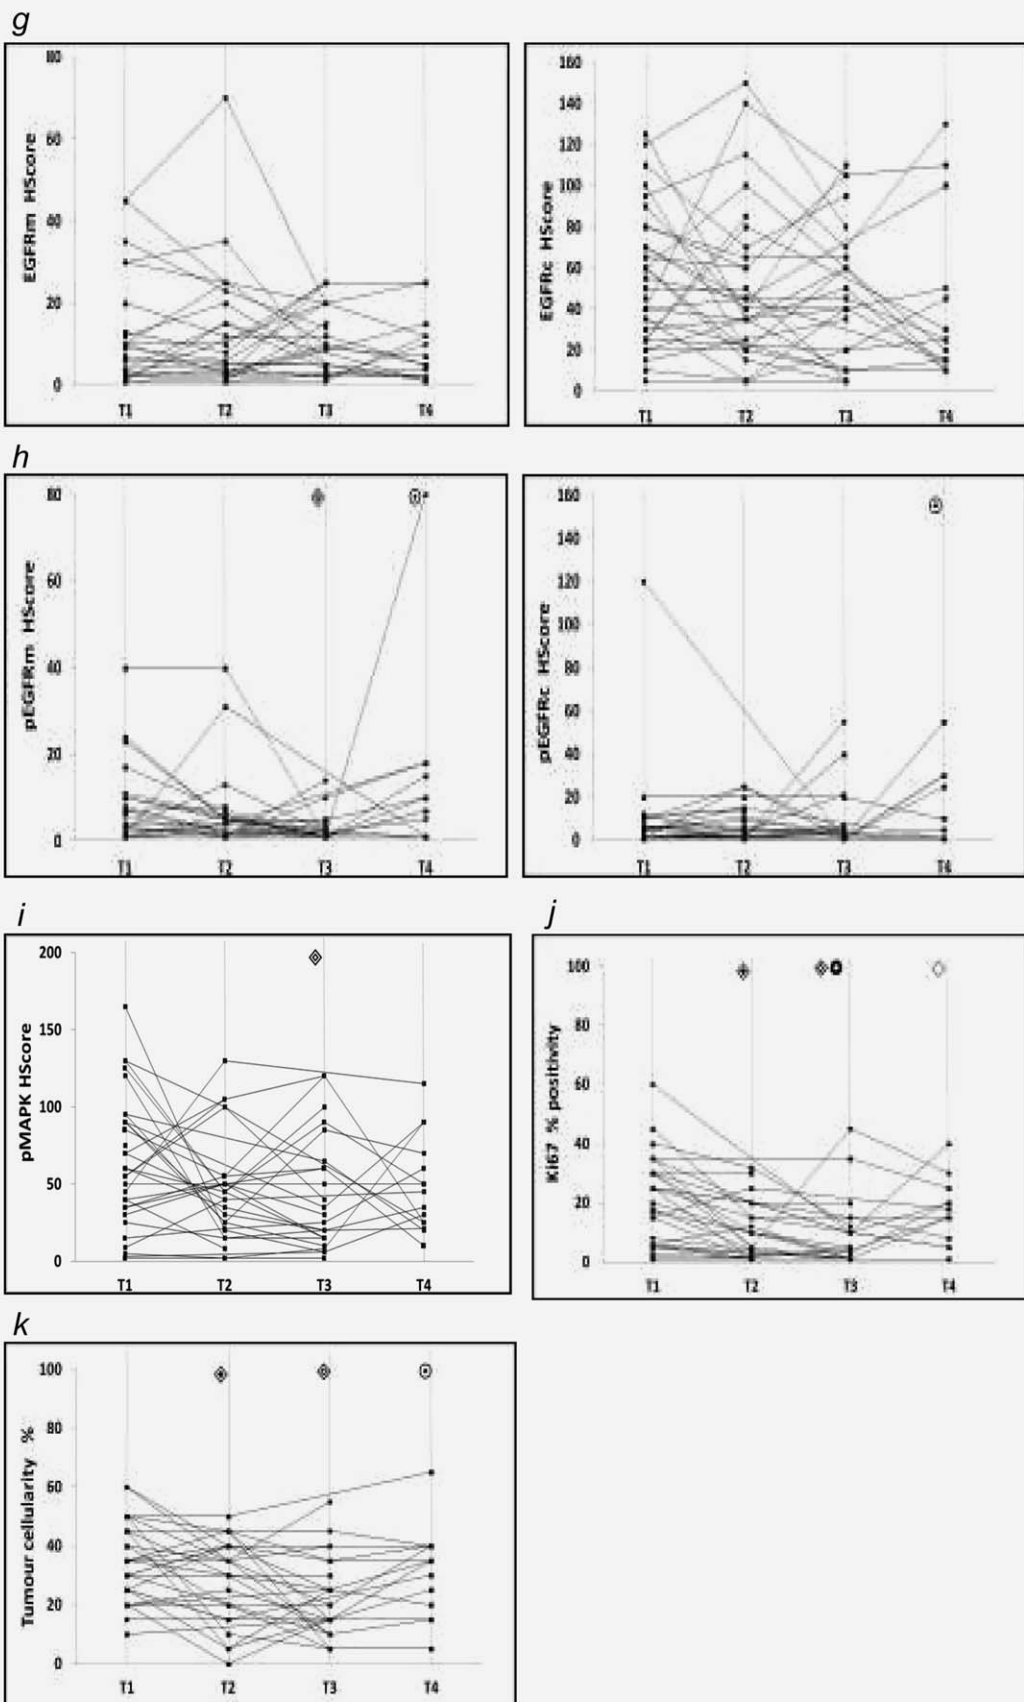 g
80
60
40
20
0
EGFRm HScore
T1 T2 T3 T4
160
140
120
100
80
60
40
20
0
EGFRc HScore
T1 T2 T3 T4
h
80
60
40
20
0
pEGFRm HScore
T1 T2 T3 T4
160
140
120
100
80
60
40
20
0
pEGFRc HScore
T1 T2 T3 T4
i
200
150
100
50
0
pMAPK HScore
T1 T2 T3 T4
j
100
80
60
40
20
0
Ki67 % positivity
T1 T2 T3 T4
k
100
80
60
40
20
0
Tumour cellularity %
T1 T2 T3 T4